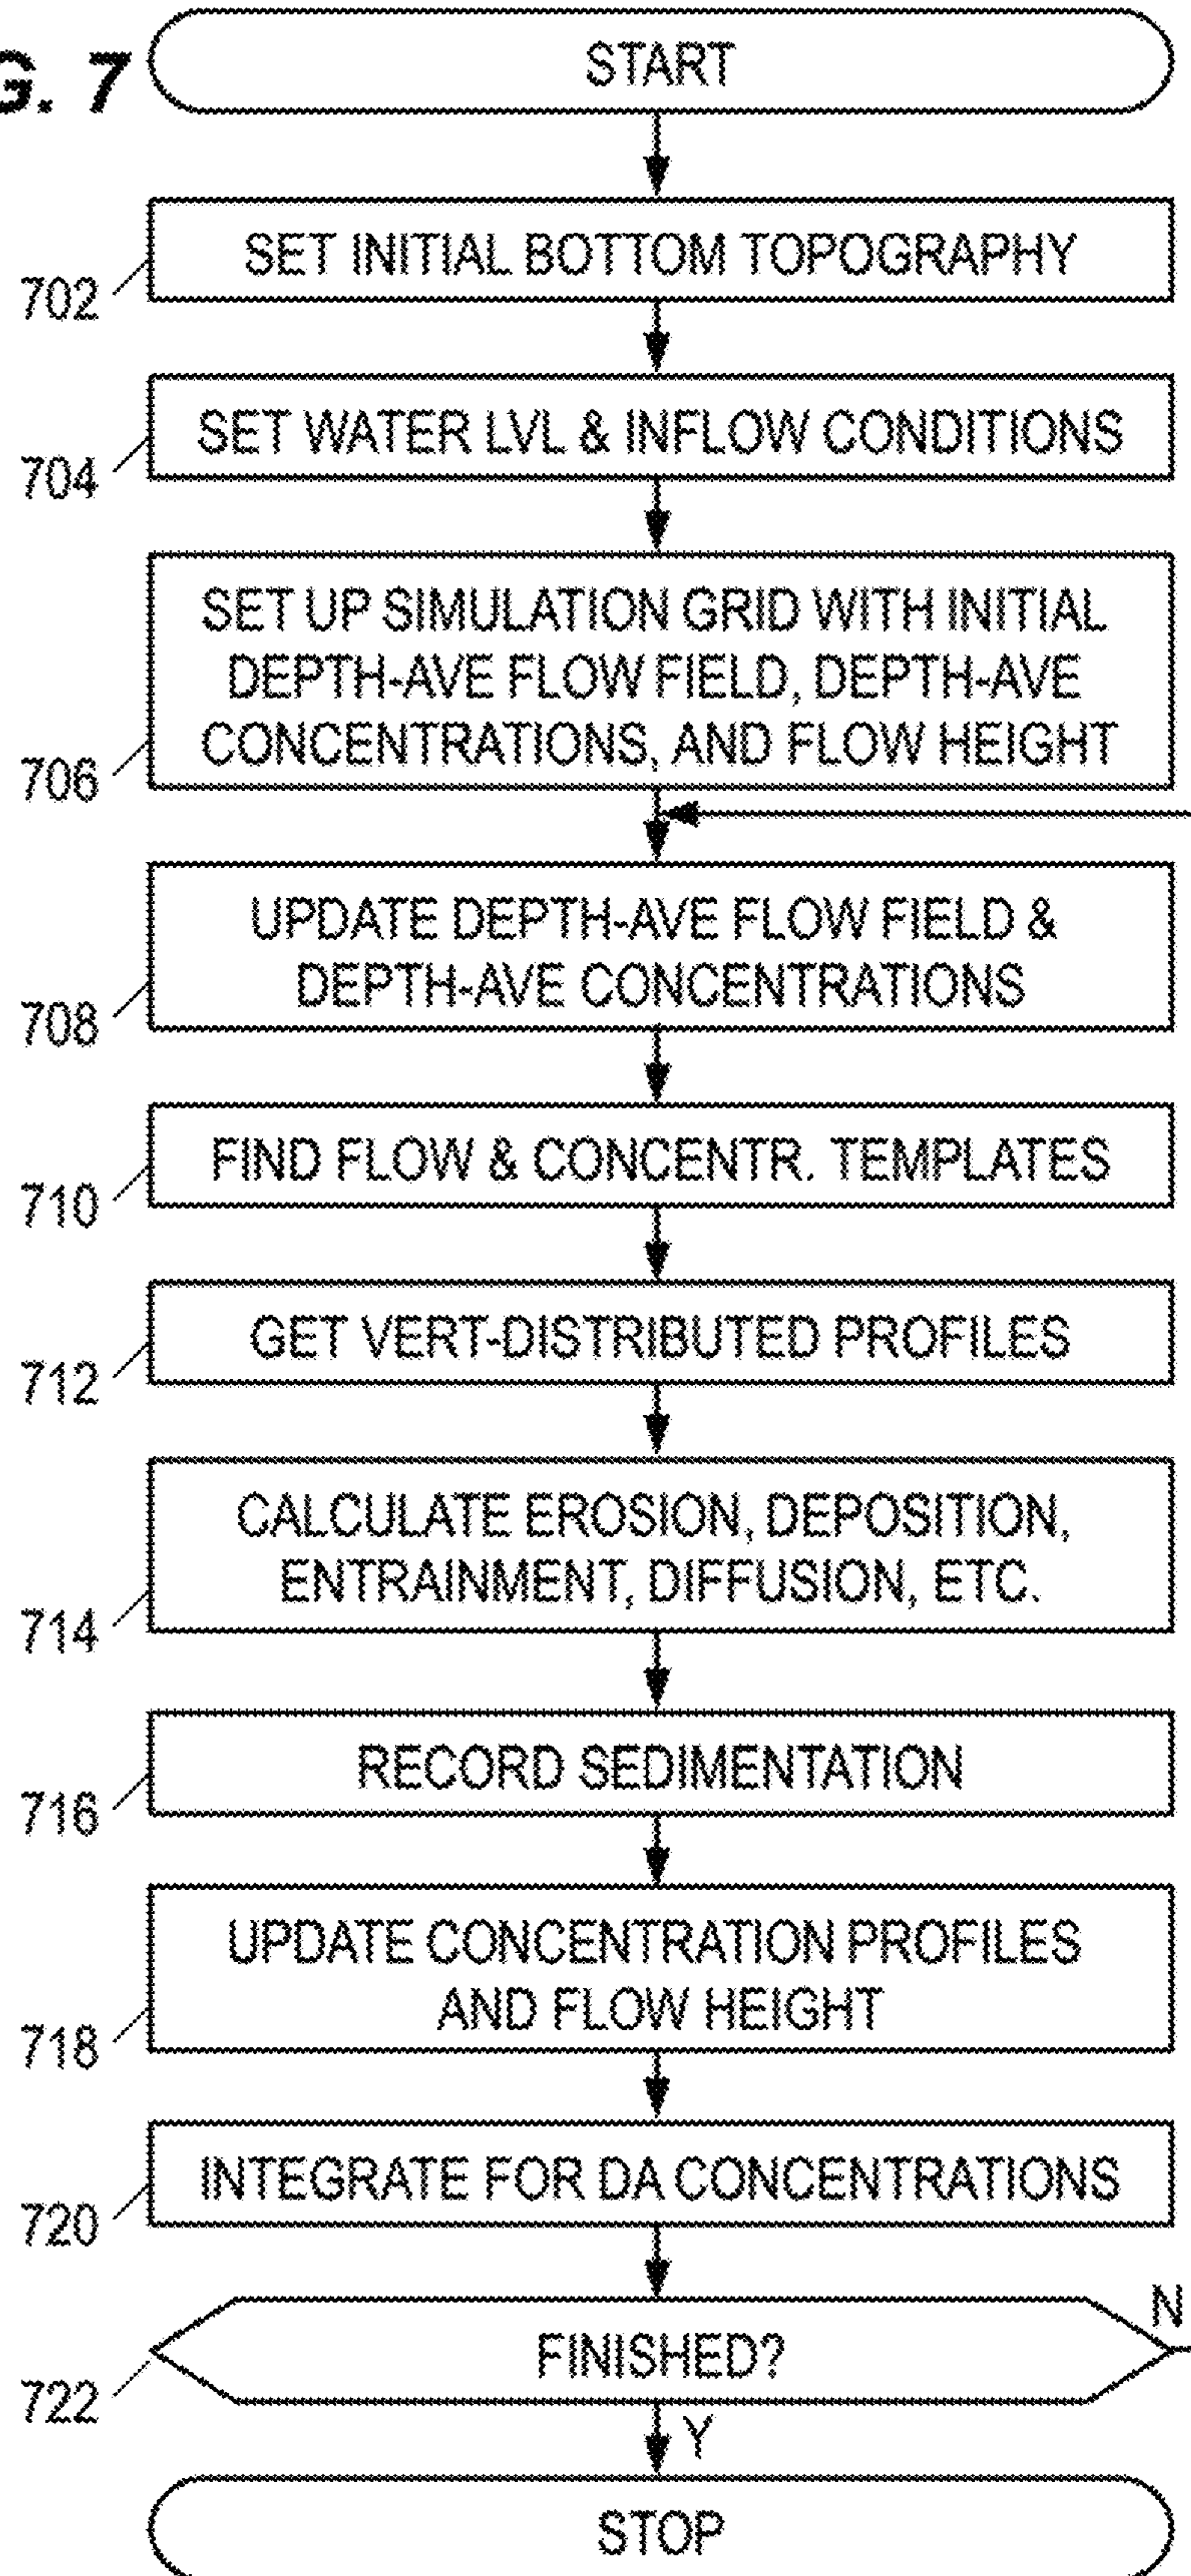 G. 7
START
SET INITIAL BOTTOM TOPOGRAPHY
702
SET WATER LVL & INFLOW CONDITIONS
704
SET UP SIMULATION GRID WITH INITIAL
DEPTH-AVE FLOW FIELD, DEPTH-AVE
CONCENTRATIONS, AND FLOW HEIGHT
706
UPDATE DEPTH-AVE FLOW FIELD &
DEPTH-AVE CONCENTRATIONS
708
FIND FLOW & CONCENTR. TEMPLATES
710
GET VERT-DISTRIBUTED PROFILES
712
CALCULATE EROSION, DEPOSITION,
ENTRAINMENT, DIFFUSION, ETC.
714
RECORD SEDIMENTATION
716
UPDATE CONCENTRATION PROFILES
AND FLOW HEIGHT
718
INTEGRATE FOR DA CONCENTRATIONS
720
N
FINISHED?
722
Y
STOP